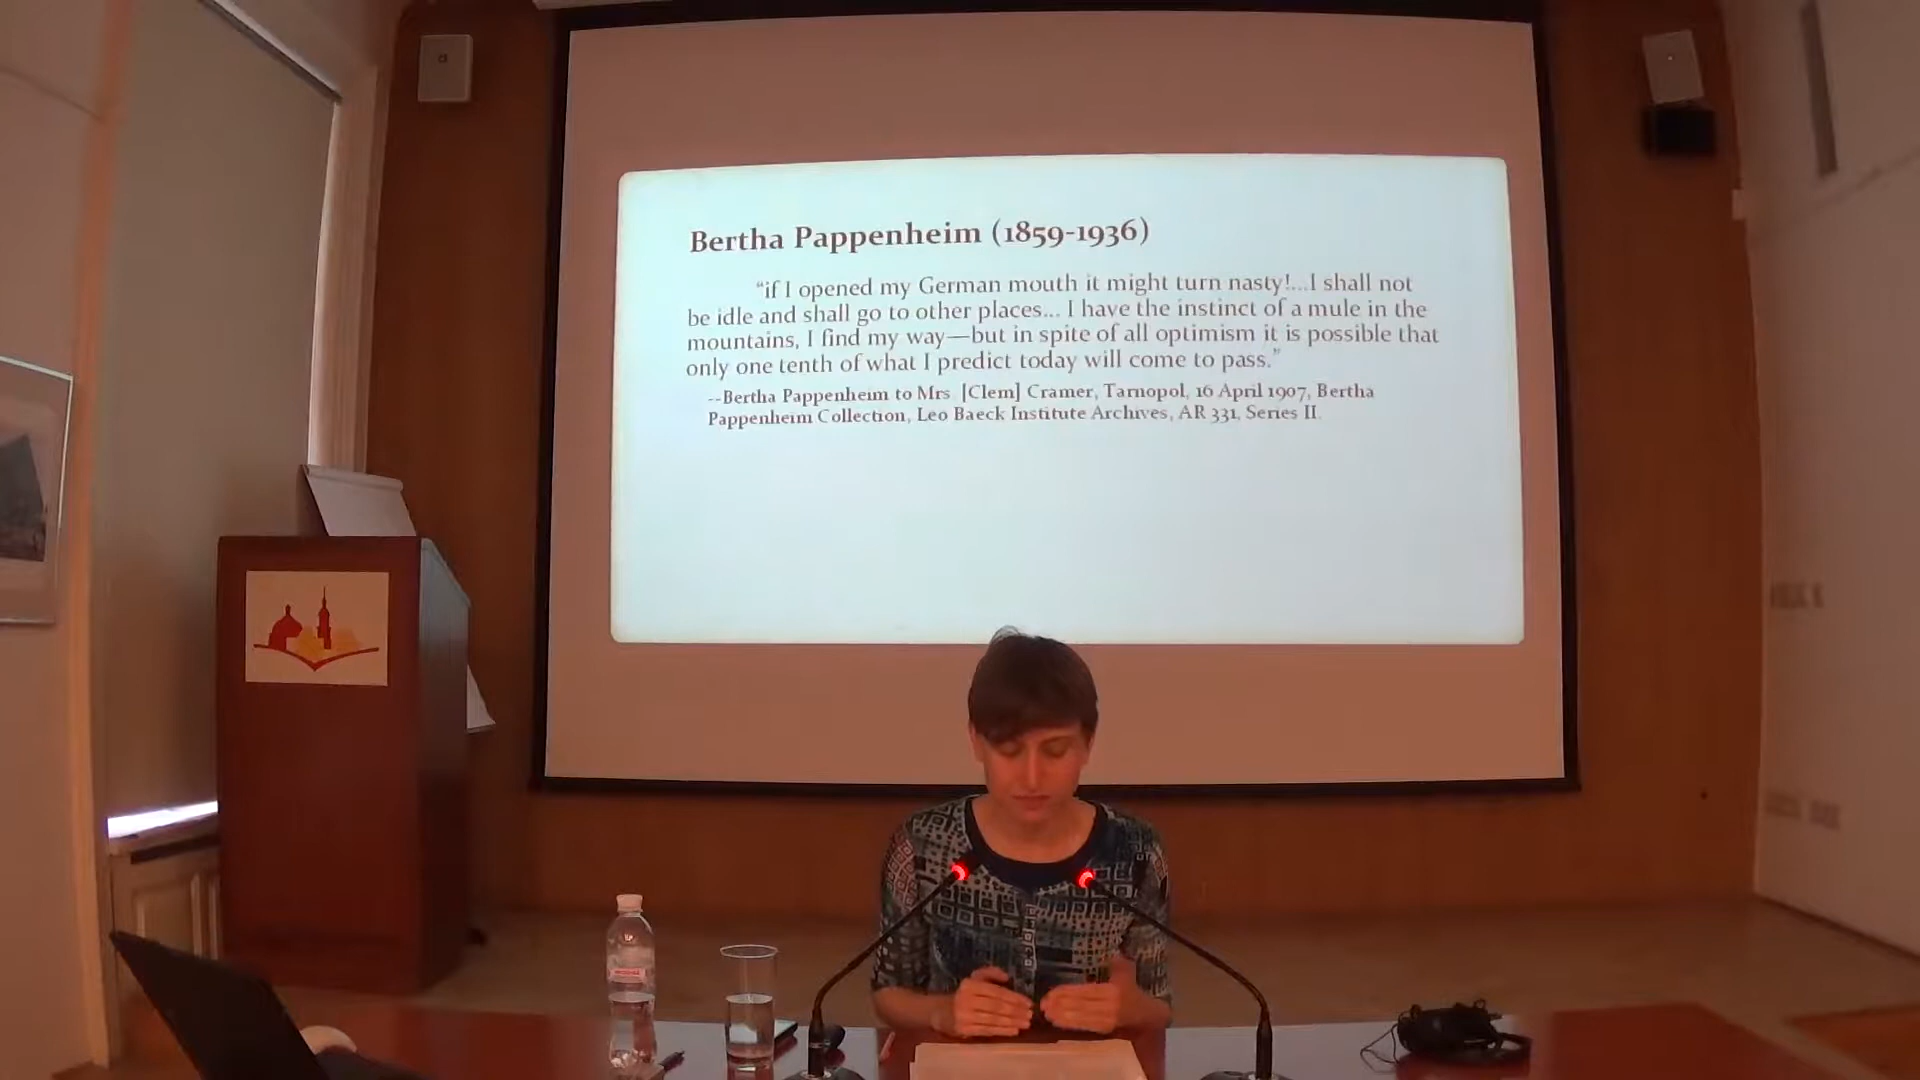 Bertha Pappenheim (1859-1936)
“if I opened my German mouth it might turn nasty!...I shall not
be idle and shall go to other places... I have the instinct of a mule in the
mountains, I find my way—but in spite of all optimism it is possible that
only one tenth of what I predict today will come to pass.”
--Bertha Pappenheim to Mrs. [Clem] Cramer, Tarnopol, 16 April 1907, Bertha
Pappenheim Collection, Leo Baeck Institute Archives, AR 331, Series II.